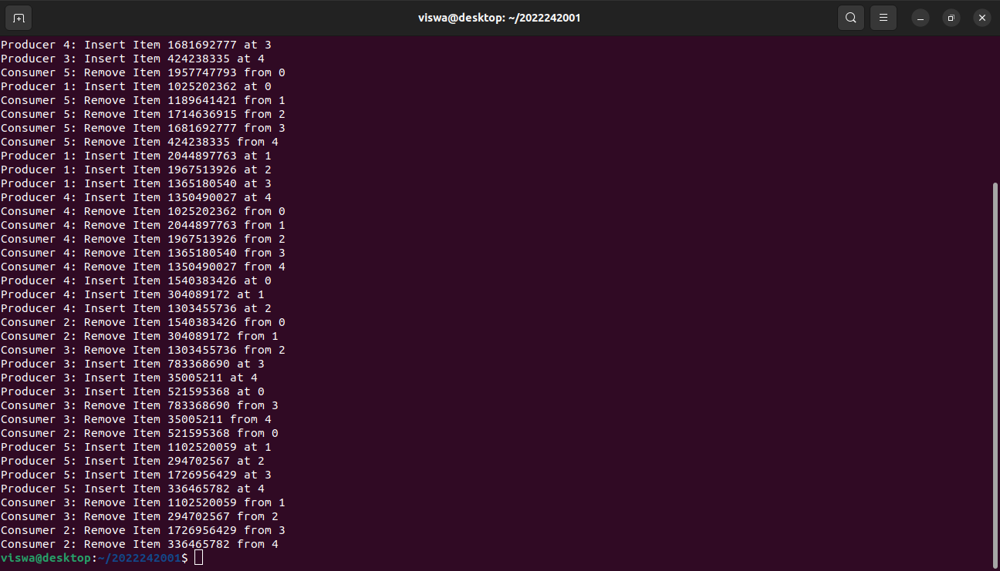 viswa@desktop: ~/2022242001
Producer 4: Insert Item 1681692777 at 3
Producer 3: Insert Item 424238335 at 4
Consumer 5: Remove Item 1957747793 from 0
Producer 1: Insert Item 1025202362 at 0
Consumer 5: Remove Item 1189641421 from 1
Consumer 5: Remove Item 1714636915 from 2
Consumer 5: Remove Item 1681692777 from 3
Consumer 5: Remove Item 424238335 from 4
Producer 1: Insert Item 2044897763 at 1
Producer 1: Insert Item 1967513926 at 2
Producer 1: Insert Item 1365180540 at 3
Producer 4: Insert Item 1350490027 at 4
Consumer 4: Remove Item 1025202362 from 0
Consumer 4: Remove Item 2044897763 from 1
Consumer 4: Remove Item 1967513926 from 2
Consumer 4: Remove Item 1365180540 from 3
Consumer 4: Remove Item 1350490027 from 4
Producer 4: Insert Item 1540383426 at 0
Producer 4: Insert Item 304089172 at 1
Producer 4: Insert Item 1303455736 at 2
Consumer 2: Remove Item 1540383426 from 0
Consumer 2: Remove Item 304089172 from 1
Consumer 3: Remove Item 1303455736 from 2
Producer 3: Insert Item 783368690 at 3
Producer 3: Insert Item 35005211 at 4
Producer 3: Insert Item 521595368 at 0
Consumer 3: Remove Item 783368690 from 3
Consumer 3: Remove Item 35005211 from 4
Consumer 2: Remove Item 521595368 from 0
Producer 5: Insert Item 1102520059 at 1
Producer 5: Insert Item 294702567 at 2
Producer 5: Insert Item 1726956429 at 3
Producer 5: Insert Item 336465782 at 4
Consumer 3: Remove Item 1102520059 from 1
Consumer 3: Remove Item 294702567 from 2
Consumer 2: Remove Item 1726956429 from 3
Consumer 2: Remove Item 336465782 from 4
viswa@desktop:~/2022242001$